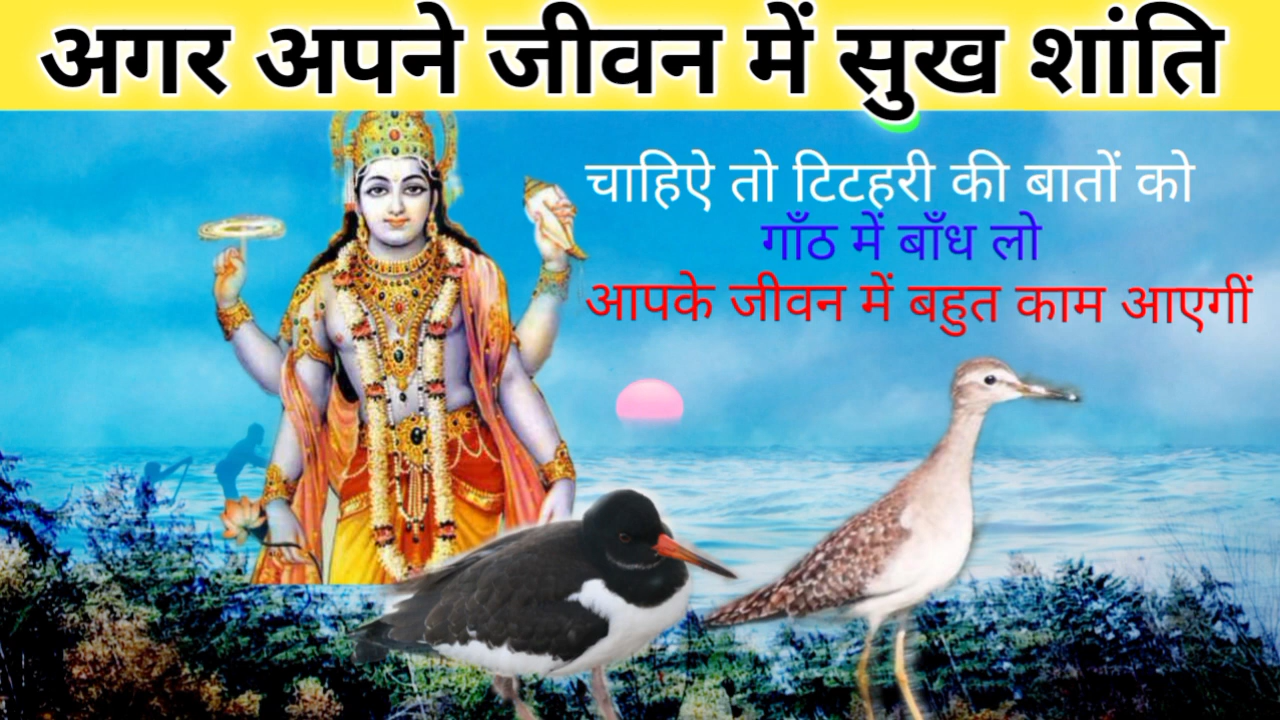 अगर अपने जीवन में सुख शांति
चाहिऐ तो टिटहरी की बातों को
गाँठ में बाँध लो
आपके जीवन में बहुत काम आएगीं